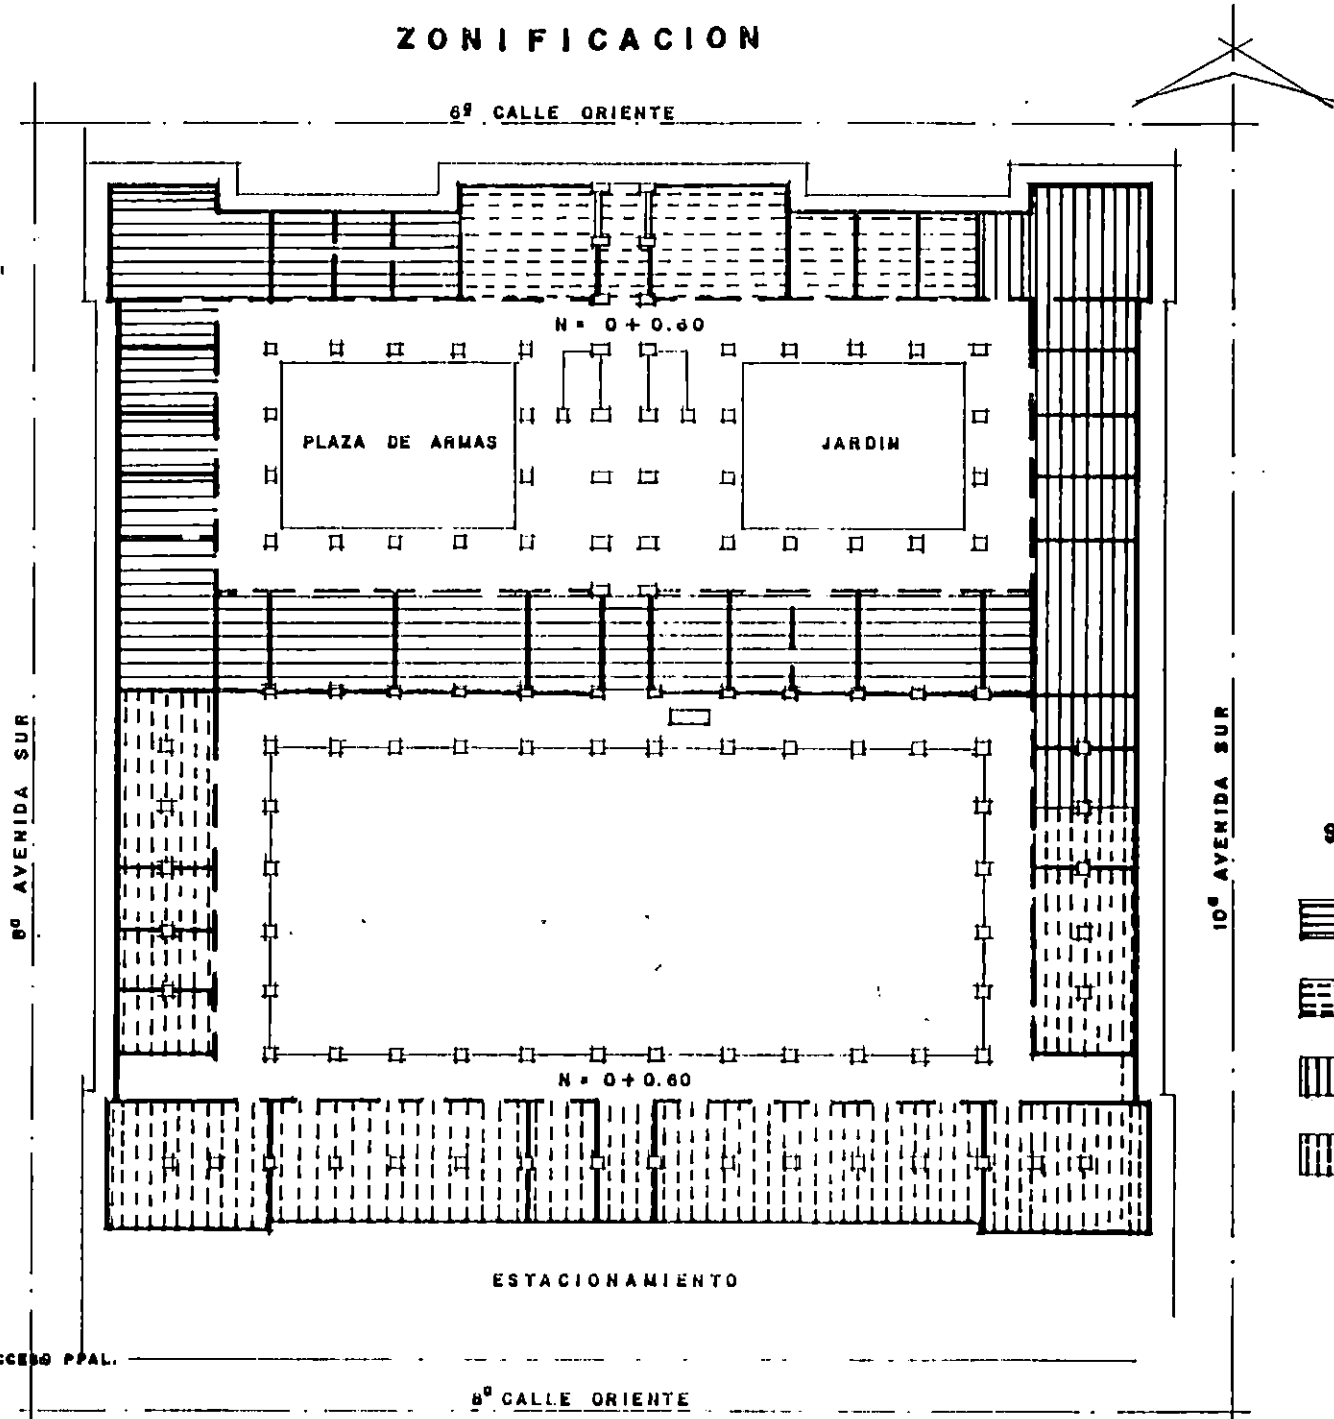 ZONIFICACION
6ª CALLE ORIENTE
N = 0 + 0.60
PLAZA DE ARMAS
JARDIN
8ª AVENIDA SUR
10ª AVENIDA SUR
N = 0 + 0.60
ESTACIONAMIENTO
PPAL.
8ª CALLE ORIENTE